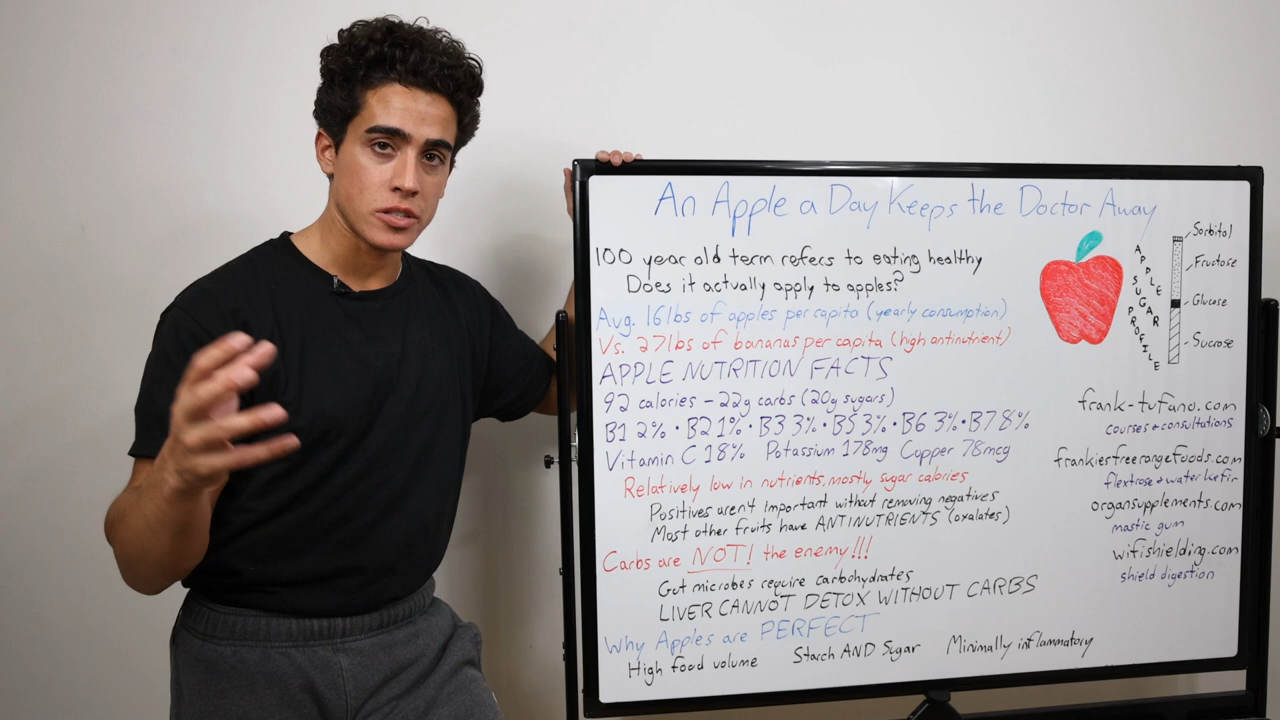 An Apple a Day Keeps the Doctor Away
100 year old term refers to eating healthy
Does it actually apply to apples?
Avg. 16lbs of apples per capita (yearly consumption)
Vs. 27lbs of bananas per capita (high antinutrient)
APPLE NUTRITION FACTS
92 calories - 22g carbs (20g sugars)
B1 2% · B2 1% · B3 3% · B5 3% · B6 3% · B7 8%
Vitamin C 18% Potassium 178mg Copper 78mcg
Relatively low in nutrients, mostly sugar calories
Positives aren't important without removing negatives
Most other fruits have ANTINUTRIENTS (oxalates)
Carbs are NOT! the enemy!!!
Gut microbes require carbohydrates
LIVER CANNOT DETOX WITHOUT CARBS
Why Apples are PERFECT
High food volume Starch AND Sugar Minimally inflammatory
APPLE SUGAR PROFILE
Sorbitol
Fructose
Glucose
Sucrose
frank-tufano.com
courses & consultations
frankiesfreerangefoods.com
flextrose & water kefir
organsupplements.com
mastic gum
wifishielding.com
shield digestion